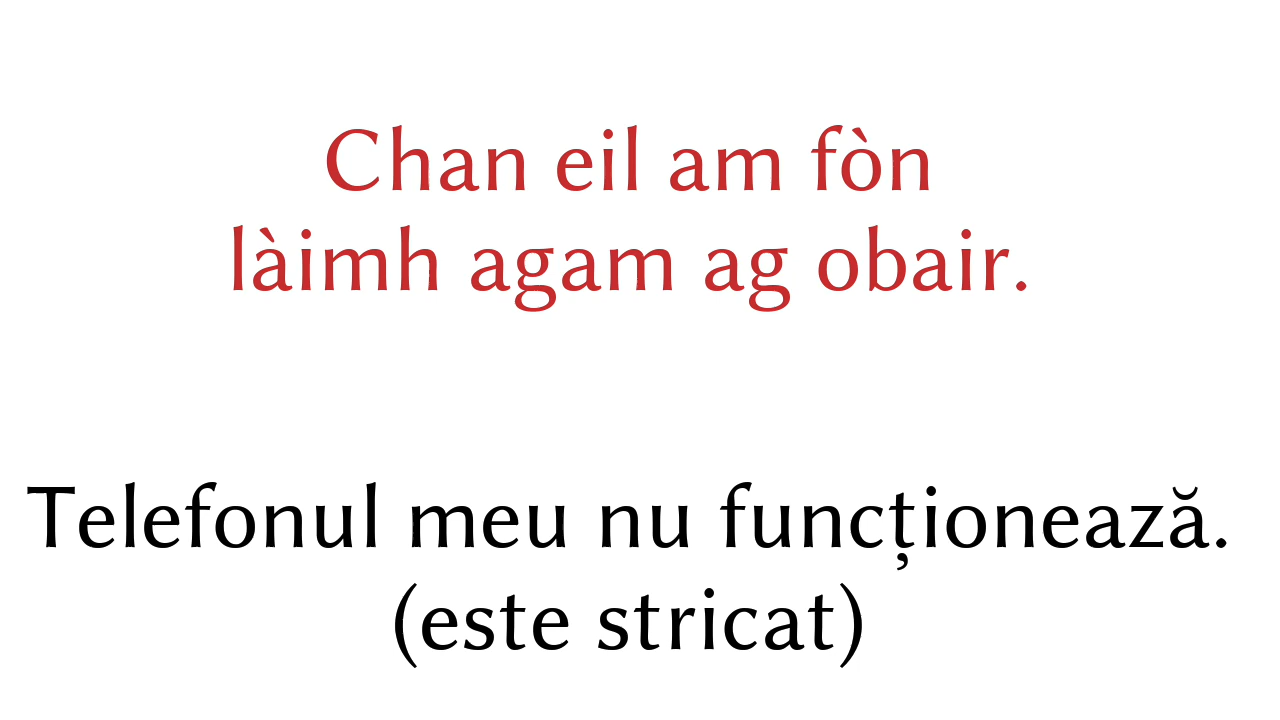 Chan eil am fòn
làimh agam ag obair.
Telefonul meu nu funcționează.
(este stricat)